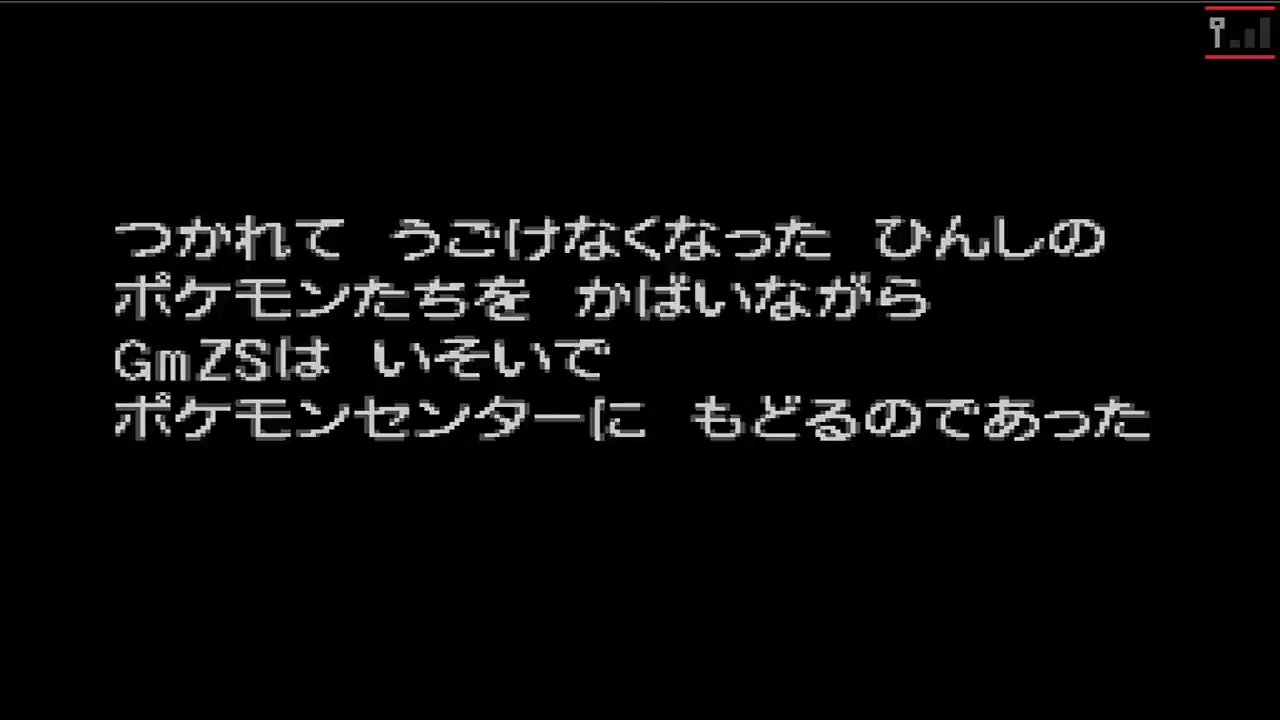 つかれて うごけなくなった ひんしの
ポケモンたちを かばいながら
GmZSは いそいで
ポケモンセンターに もどるのであった